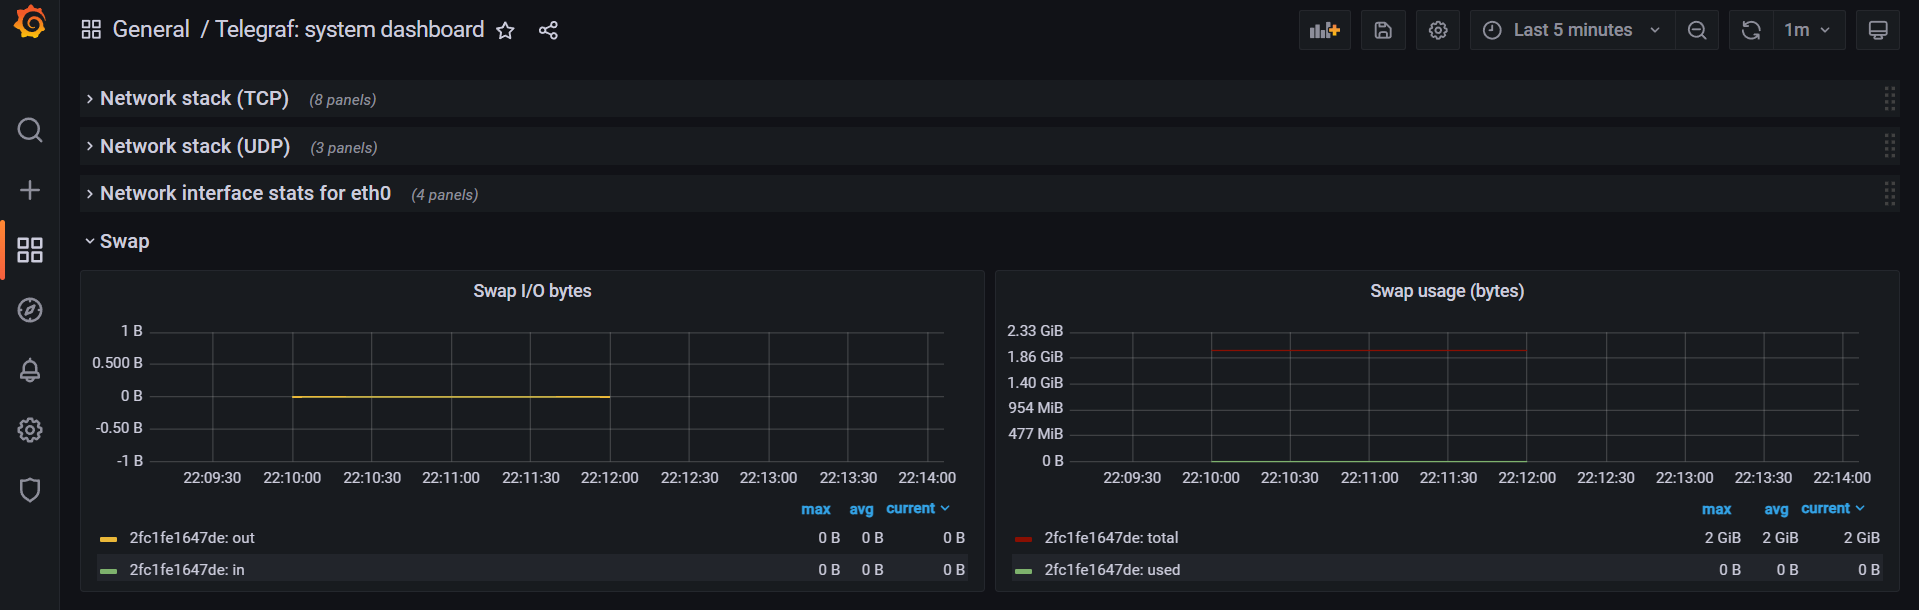 General / Telegraf: system dashboard
Last 5 minutes
1m
Network stack (TCP) (8 panels)
Network stack (UDP) (3 panels)
Network interface stats for eth0 (4 panels)
Swap
Swap I/O bytes
1 B
0.500 B
0 B
-0.50 B
-1 B
22:09:30 22:10:00 22:10:30 22:11:00 22:11:30 22:12:00 22:12:30 22:13:00 22:13:30 22:14:00
max avg current
2fc1fe1647de: out 0 B 0 B 0 B
2fc1fe1647de: in 0 B 0 B 0 B
Swap usage (bytes)
2.33 GiB
1.86 GiB
1.40 GiB
954 MiB
477 MiB
0 B
22:09:30 22:10:00 22:10:30 22:11:00 22:11:30 22:12:00 22:12:30 22:13:00 22:13:30 22:14:00
max avg current
2fc1fe1647de: total 2 GiB 2 GiB 2 GiB
2fc1fe1647de: used 0 B 0 B 0 B